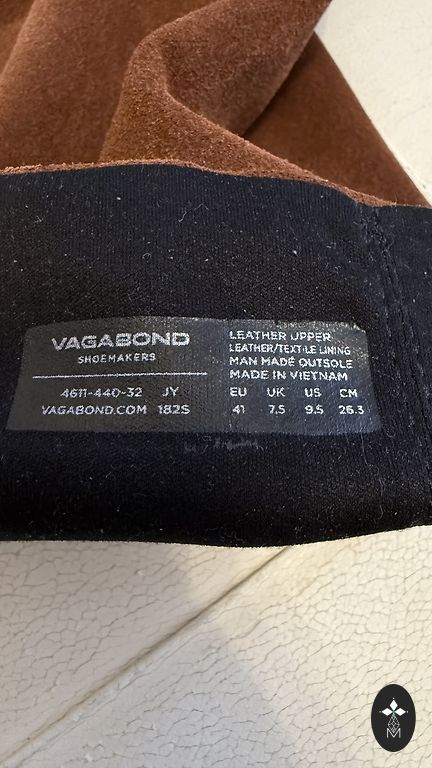 VAGABOND
SHOEMAKERS
4611-440-32 JY
VAGABOND.COM 182S
LEATHER UPPER
LEATHER/TEXTILE LINING
MAN MADE OUTSOLE
MADE IN VIETNAM
EU UK US CM
41 7.5 9.5 26.3